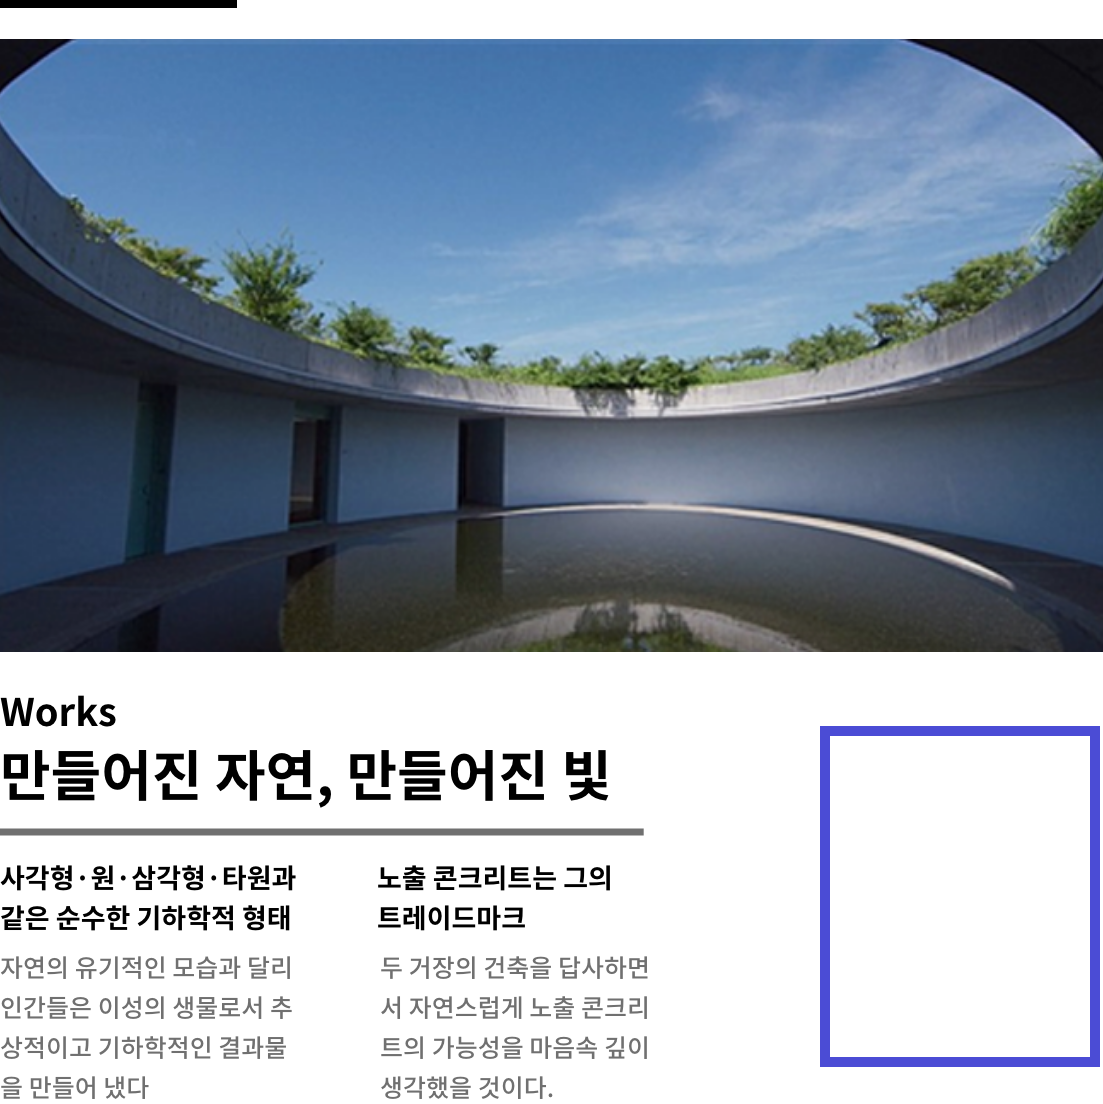 Works
만들어진 자연, 만들어진 빛
사각형·원·삼각형·타원과
같은 순수한 기하학적 형태
자연의 유기적인 모습과 달리
인간들은 이성의 생물로서 추
상적이고 기하학적인 결과물
을 만들어 냈다
노출 콘크리트는 그의
트레이드마크
두 거장의 건축을 답사하면
서 자연스럽게 노출 콘크리
트의 가능성을 마음속 깊이
생각했을 것이다.